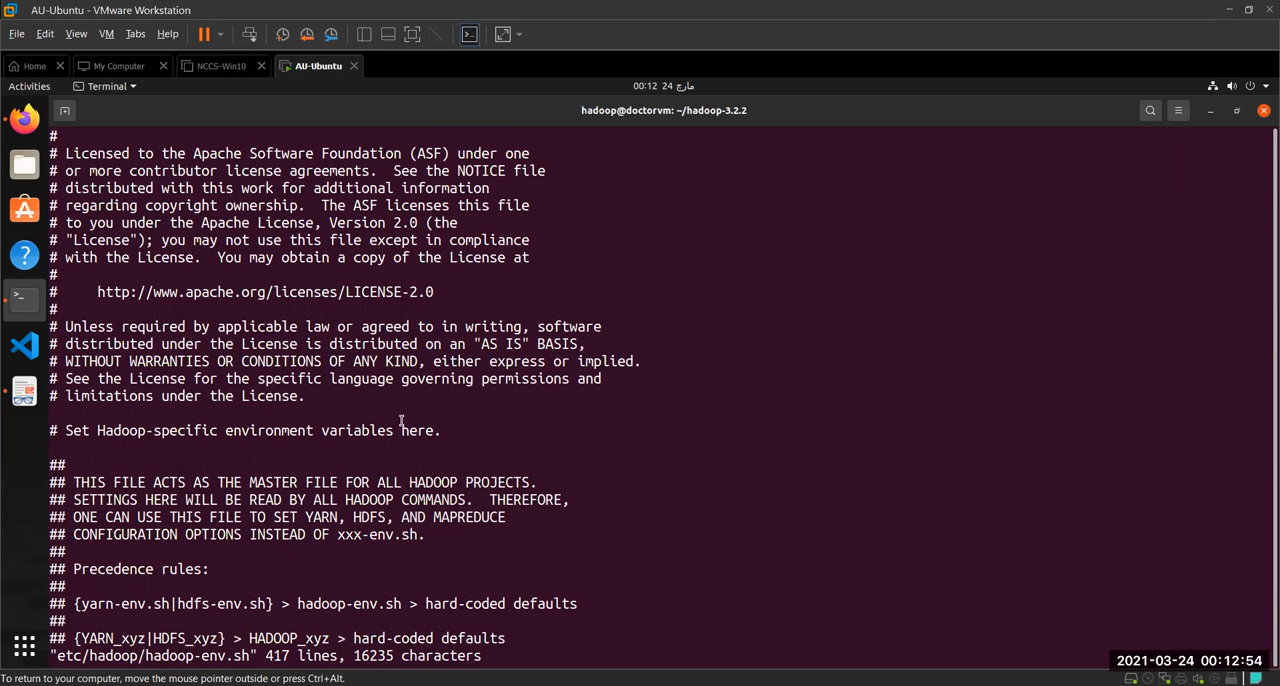 AU-Ubuntu - VMware Workstation
File Edit View VM Tabs Help
Home My Computer NCCS-Win10 AU-Ubuntu
Activities Terminal 00:12 24 مارچ
hadoop@doctorvm: ~/hadoop-3.2.2
#
# Licensed to the Apache Software Foundation (ASF) under one
# or more contributor license agreements.  See the NOTICE file
# distributed with this work for additional information
# regarding copyright ownership.  The ASF licenses this file
# to you under the Apache License, Version 2.0 (the
# "License"); you may not use this file except in compliance
# with the License.  You may obtain a copy of the License at
#
#     http://www.apache.org/licenses/LICENSE-2.0
#
# Unless required by applicable law or agreed to in writing, software
# distributed under the License is distributed on an "AS IS" BASIS,
# WITHOUT WARRANTIES OR CONDITIONS OF ANY KIND, either express or implied.
# See the License for the specific language governing permissions and
# limitations under the License.
# Set Hadoop-specific environment variables here.
##
## THIS FILE ACTS AS THE MASTER FILE FOR ALL HADOOP PROJECTS.
## SETTINGS HERE WILL BE READ BY ALL HADOOP COMMANDS.  THEREFORE,
## ONE CAN USE THIS FILE TO SET YARN, HDFS, AND MAPREDUCE
## CONFIGURATION OPTIONS INSTEAD OF xxx-env.sh.
##
## Precedence rules:
##
## {yarn-env.sh|hdfs-env.sh} > hadoop-env.sh > hard-coded defaults
##
## {YARN_xyz|HDFS_xyz} > HADOOP_xyz > hard-coded defaults
"etc/hadoop/hadoop-env.sh" 417 lines, 16235 characters
2021-03-24 00:12:54
To return to your computer, move the mouse pointer outside or press Ctrl+Alt.